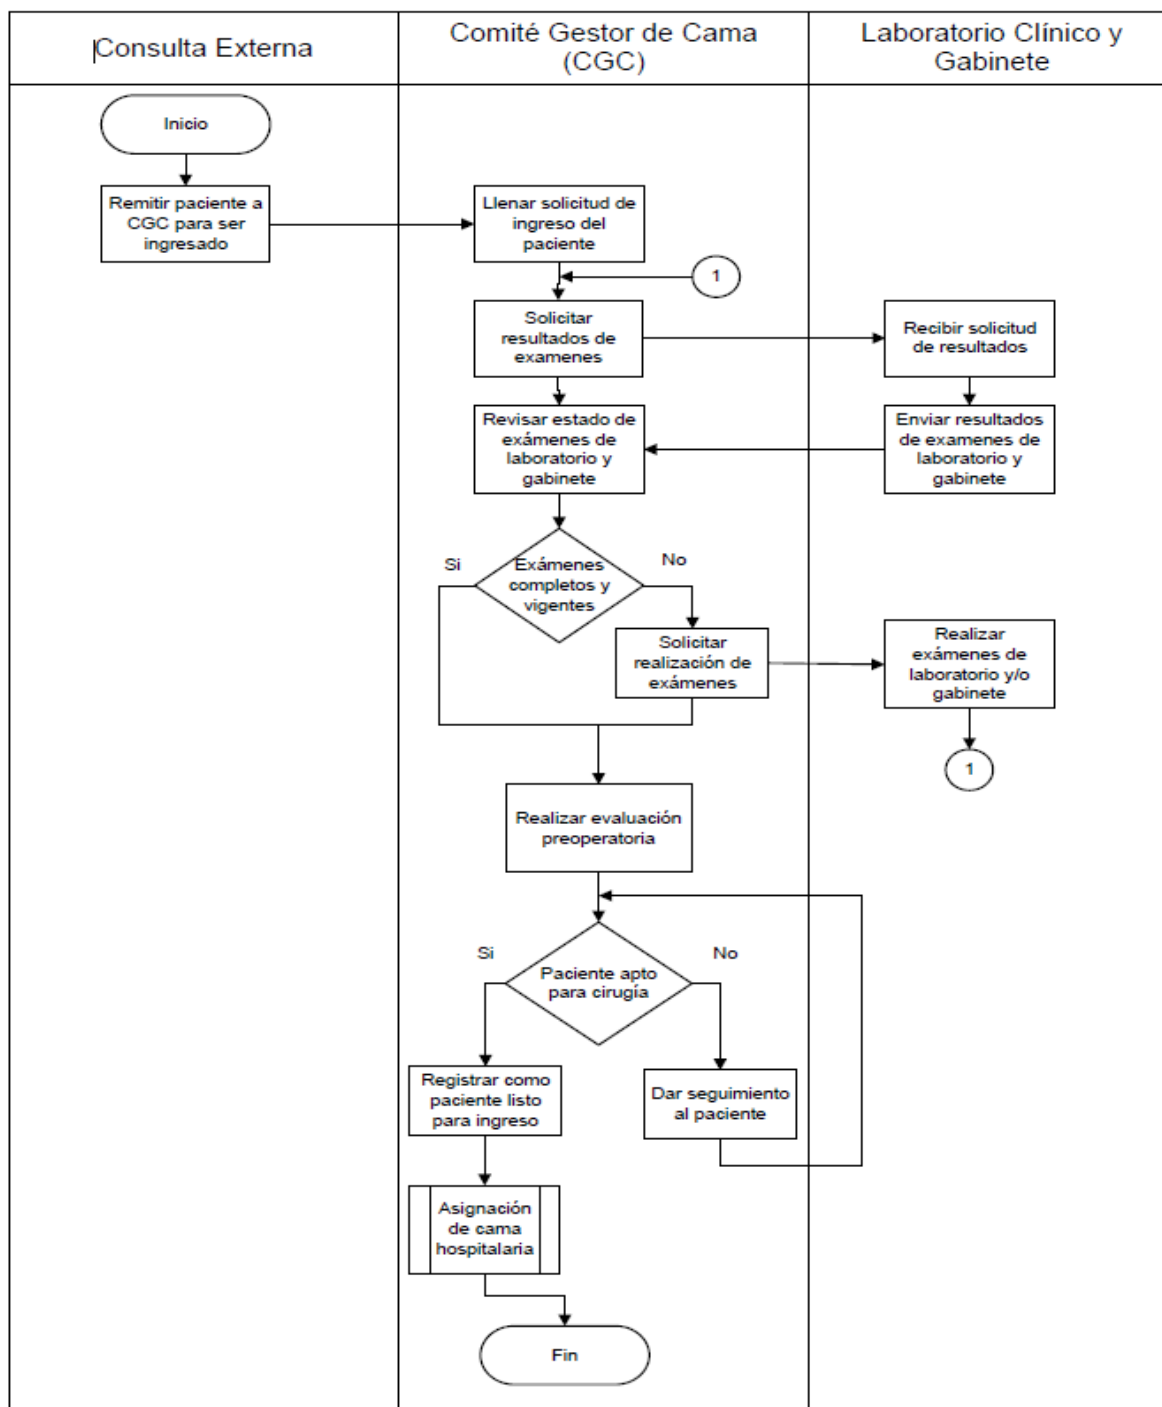 Consulta Externa
Comité Gestor de Cama
(CGC)
Laboratorio Clínico y
Gabinete
Inicio
Remitir paciente a
CGC para ser
ingresado
Llenar solicitud de
ingreso del
paciente
1
Solicitar
resultados de
examenes
Recibir solicitud
de resultados
Revisar estado de
exámenes de
laboratorio y
gabinete
Enviar resultados
de examenes de
laboratorio y
gabinete
Si
Exámenes
completos y
vigentes
No
Solicitar
realización de
exámenes
Realizar
exámenes de
laboratorio y/o
gabinete
1
Realizar evaluación
preoperatoria
Si
Paciente apto
para cirugía
No
Registrar como
paciente listo
para ingreso
Dar seguimiento
al paciente
Asignación
de cama
hospitalaria
Fin